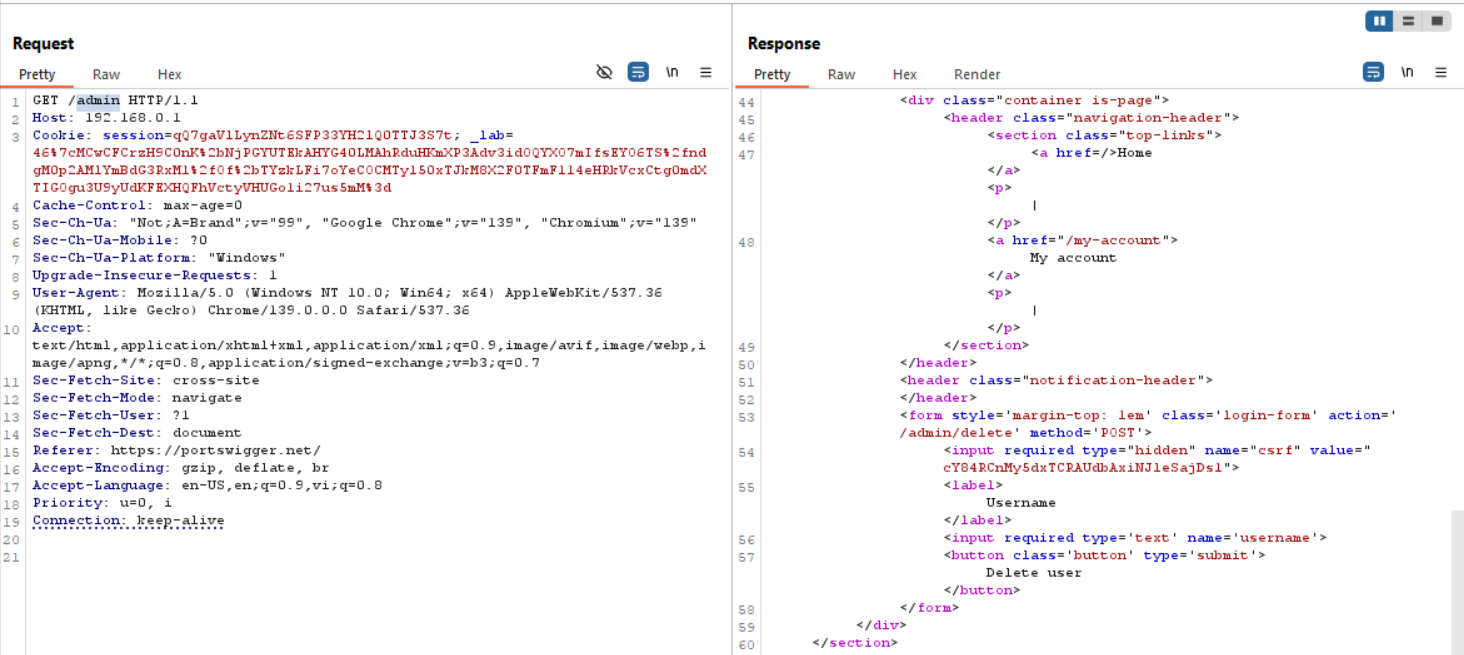 Request
Pretty Raw Hex \n
1 GET /admin HTTP/1.1
2 Host: 192.168.0.1
3 Cookie: session=qQ7gaVlLynZNt6SFP33YH2lQOTTJ3S7t; _lab=
46%7cMCwCFCrzH9C0nK%2bNjPGYUTEkAHYG4OLMAhRduHKmXP3Adv3idOQYXO7mIfsEYO6TS%2fnd
gMOp2AMlYmBdG3RxMl%2fOf%2bTYzkLFi7oYeCOCMTyl5OxTJkM8X2FOTFmFll4eHRkVcxCtgOmdX
TIGOgu3U9yUdKFEXHQFhVctyVHUGoli27us5mM%3d
4 Cache-Control: max-age=0
5 Sec-Ch-Ua: "Not;A=Brand";v="99", "Google Chrome";v="139", "Chromium";v="139"
6 Sec-Ch-Ua-Mobile: ?0
7 Sec-Ch-Ua-Platform: "Windows"
8 Upgrade-Insecure-Requests: 1
9 User-Agent: Mozilla/5.0 (Windows NT 10.0; Win64; x64) AppleWebKit/537.36
(KHTML, like Gecko) Chrome/139.0.0.0 Safari/537.36
10 Accept:
text/html,application/xhtml+xml,application/xml;q=0.9,image/avif,image/webp,i
mage/apng,*/*;q=0.8,application/signed-exchange;v=b3;q=0.7
11 Sec-Fetch-Site: cross-site
12 Sec-Fetch-Mode: navigate
13 Sec-Fetch-User: ?1
14 Sec-Fetch-Dest: document
15 Referer: https://portswigger.net/
16 Accept-Encoding: gzip, deflate, br
17 Accept-Language: en-US,en;q=0.9,vi;q=0.8
18 Priority: u=0, i
19 Connection: keep-alive
20
21
Response
Pretty Raw Hex Render \n
44 <div class="container is-page">
45 <header class="navigation-header">
46 <section class="top-links">
47 <a href=/>Home
</a>
<p>
|
</p>
48 <a href="/my-account">
My account
</a>
<p>
|
</p>
49 </section>
50 </header>
51 <header class="notification-header">
52 </header>
53 <form style='margin-top: 1em' class='login-form' action='
/admin/delete' method='POST'>
54 <input required type="hidden" name="csrf" value="
cY84RCnMy5dxTCRAUdbAxiNJleSajDsl">
55 <label>
Username
</label>
56 <input required type='text' name='username'>
57 <button class='button' type='submit'>
Delete user
</button>
58 </form>
59 </div>
60 </section>